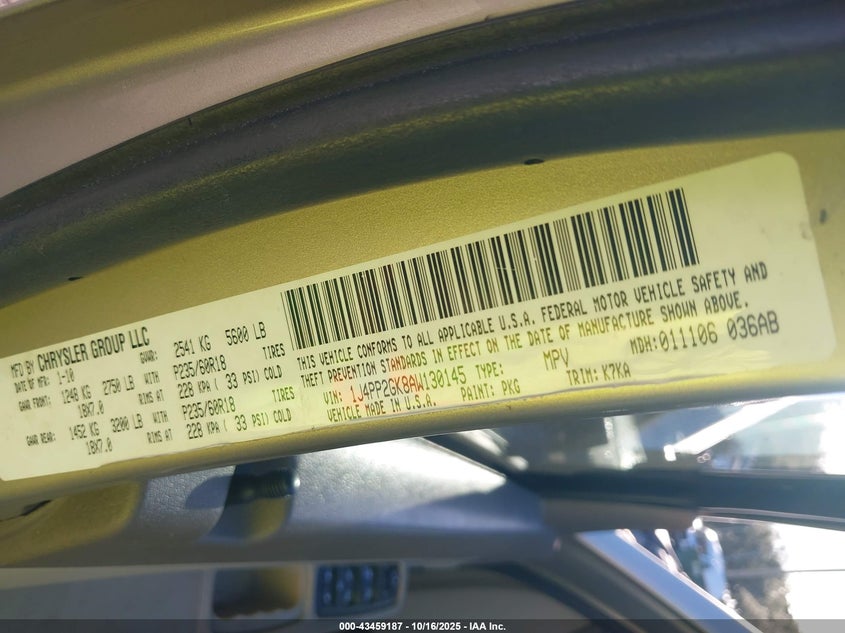 MFD BY CHRYSLER GROUP LLC
DATE OF MFR: 1-10 GVWR: 2541 KG 5600 LB
GAWR FRONT: 1248 KG 2750 LB P235/60R18 TIRES
18X7.0 RIMS AT 228 KPA ( 33 PSI) COLD
GAWR REAR: 1452 KG 3200 LB P235/60R18 TIRES
18X7.0 RIMS AT 228 KPA ( 33 PSI) COLD
THIS VEHICLE CONFORMS TO ALL APPLICABLE U.S.A. FEDERAL MOTOR VEHICLE SAFETY AND
THEFT PREVENTION STANDARDS IN EFFECT ON THE DATE OF MANUFACTURE SHOWN ABOVE.
VIN: 1J4PP2GK8AW130145 TYPE: MPV MDH: 011106 036AB
VEHICLE MADE IN U.S.A. PAINT: PKG TRIM: K7KA
000-43459187 - 10/16/2025 - IAA Inc.